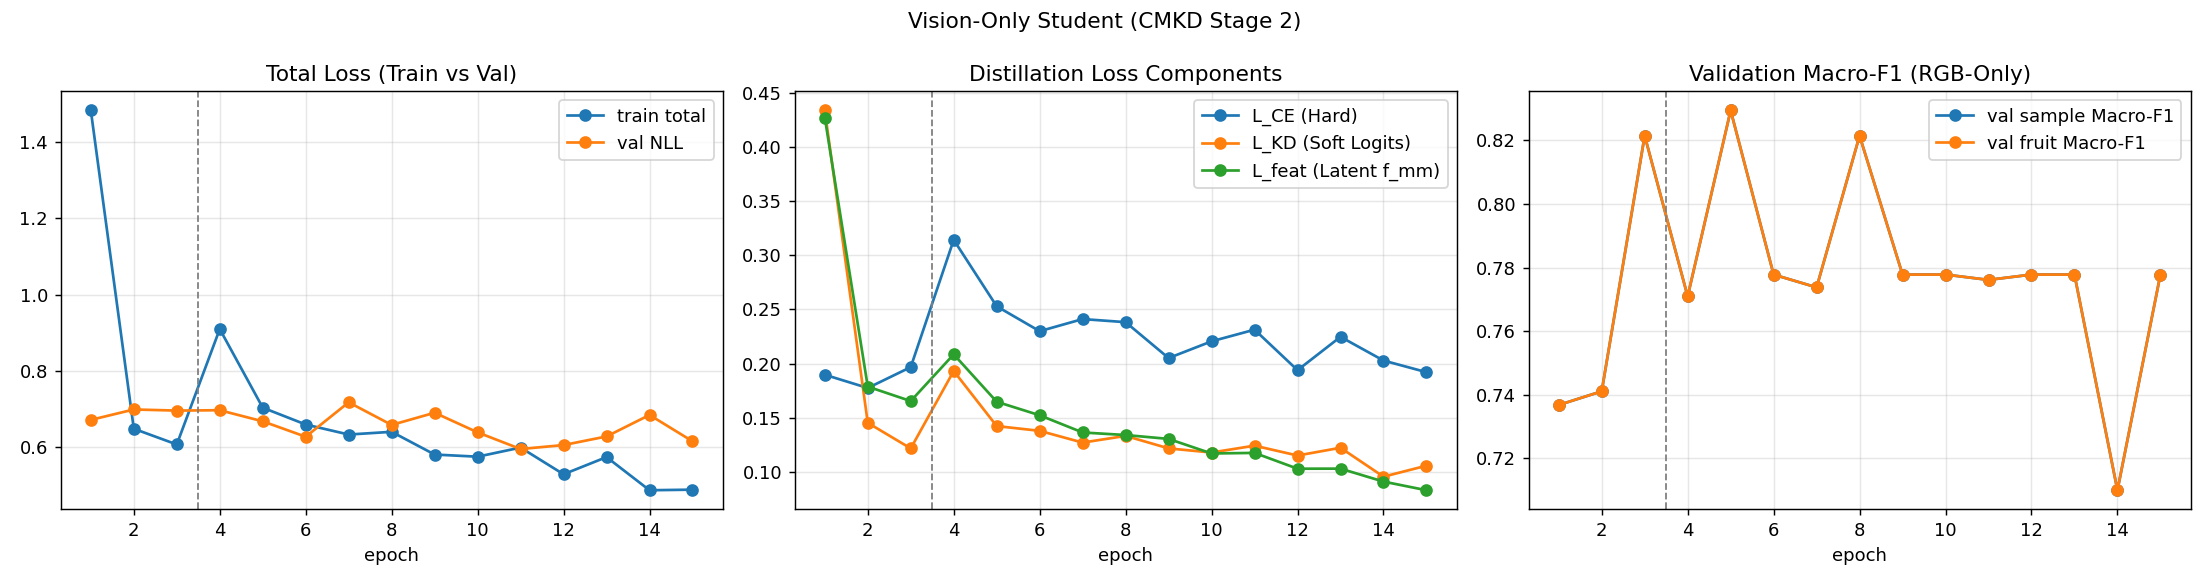 Vision-Only Student (CMKD Stage 2)
Total Loss (Train vs Val)
train total
val NLL
1.4
1.2
1.0
0.8
0.6
2 4 6 8 10 12 14
epoch
Distillation Loss Components
L_CE (Hard)
L_KD (Soft Logits)
L_feat (Latent f_mm)
0.45
0.40
0.35
0.30
0.25
0.20
0.15
0.10
2 4 6 8 10 12 14
epoch
Validation Macro-F1 (RGB-Only)
val sample Macro-F1
val fruit Macro-F1
0.82
0.80
0.78
0.76
0.74
0.72
2 4 6 8 10 12 14
epoch